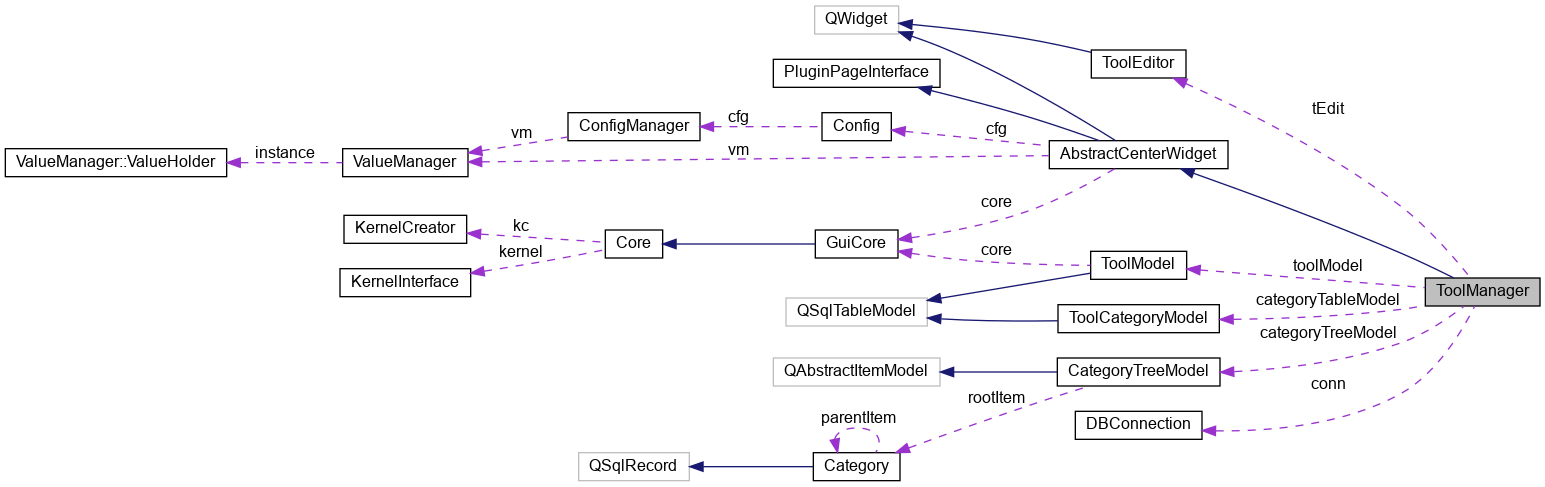 QWidget
ToolEditor
PluginPageInterface
tEdit
cfg
ConfigManager
Config
cfg
vm
vm
instance
ValueManager::ValueHolder
ValueManager
AbstractCenterWidget
core
KernelCreator
kc
Core
GuiCore
kernel
core
ToolModel
toolModel
KernelInterface
ToolManager
QSqlTableModel
ToolCategoryModel
categoryTableModel
categoryTreeModel
QAbstractItemModel
CategoryTreeModel
conn
rootItem
parentItem
DBConnection
QSqlRecord
Category